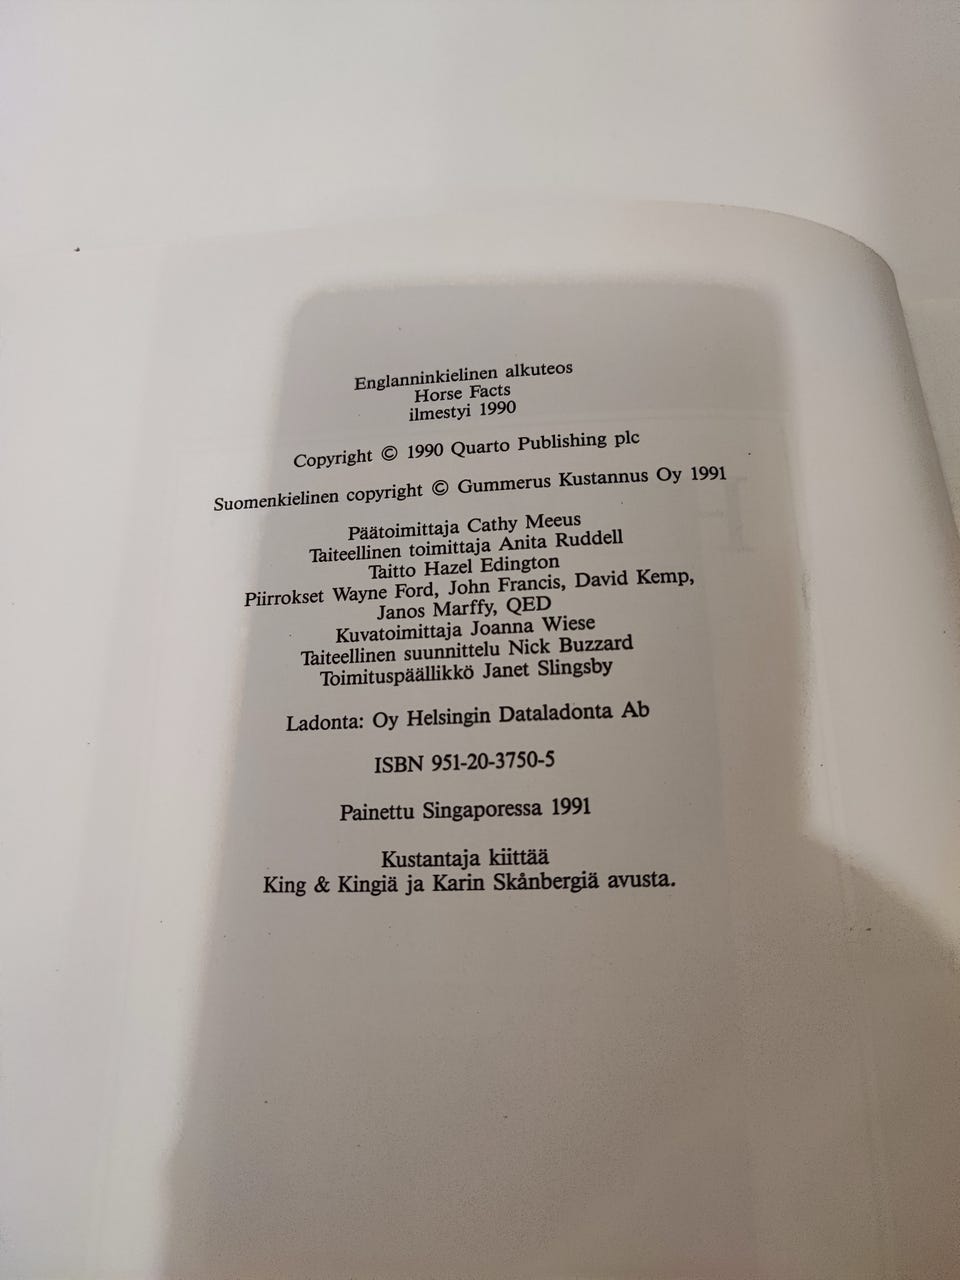 Englanninkielinen alkuteos
Horse Facts
ilmestyi 1990
Copyright © 1990 Quarto Publishing plc
Suomenkielinen copyright © Gummerus Kustannus Oy 1991
Päätoimittaja Cathy Meeus
Taiteellinen toimittaja Anita Ruddell
Taitto Hazel Edington
Piirrokset Wayne Ford, John Francis, David Kemp,
Janos Marffy, QED
Kuvatoimittaja Joanna Wiese
Taiteellinen suunnittelu Nick Buzzard
Toimituspäällikkö Janet Slingsby
Ladonta: Oy Helsingin Dataladonta Ab
ISBN 951-20-3750-5
Painettu Singaporessa 1991
Kustantaja kiittää
King & Kingiä ja Karin Skånbergiä avusta.